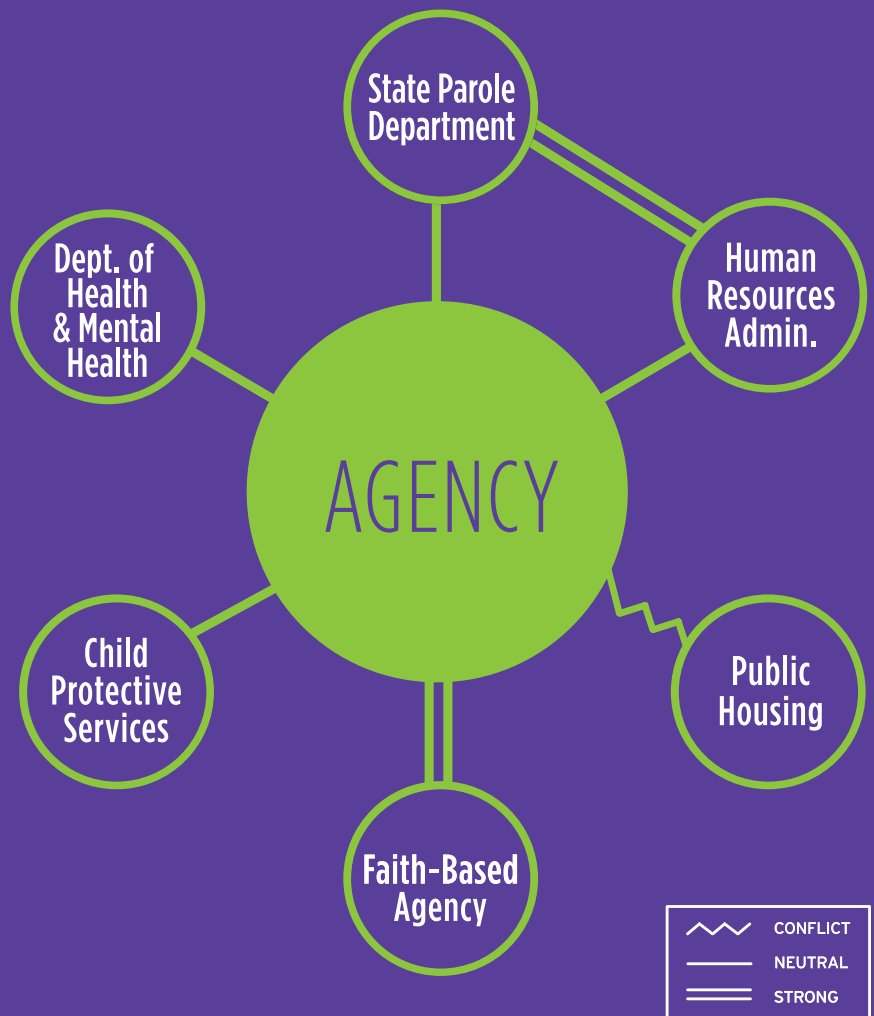 State Parole
Department
Dept. of
Health
& Mental
Health
Human
Resources
Admin.
AGENCY
Child
Protective
Services
Public
Housing
Faith-Based
Agency
CONFLICT
NEUTRAL
STRONG